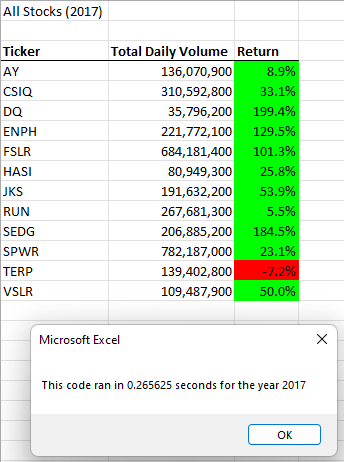 All Stocks (2017)
Ticker Total Daily Volume Return
AY 136,070,900 8.9%
CSIQ 310,592,800 33.1%
DQ 35,796,200 199.4%
ENPH 221,772,100 129.5%
FSLR 684,181,400 101.3%
HASI 80,949,300 25.8%
JKS 191,632,200 53.9%
RUN 267,681,300 5.5%
SEDG 206,885,200 184.5%
SPWR 782,187,000 23.1%
TERP 139,402,800 -7.2%
VSLR 109,487,900 50.0%
Microsoft Excel
This code ran in 0.265625 seconds for the year 2017
OK